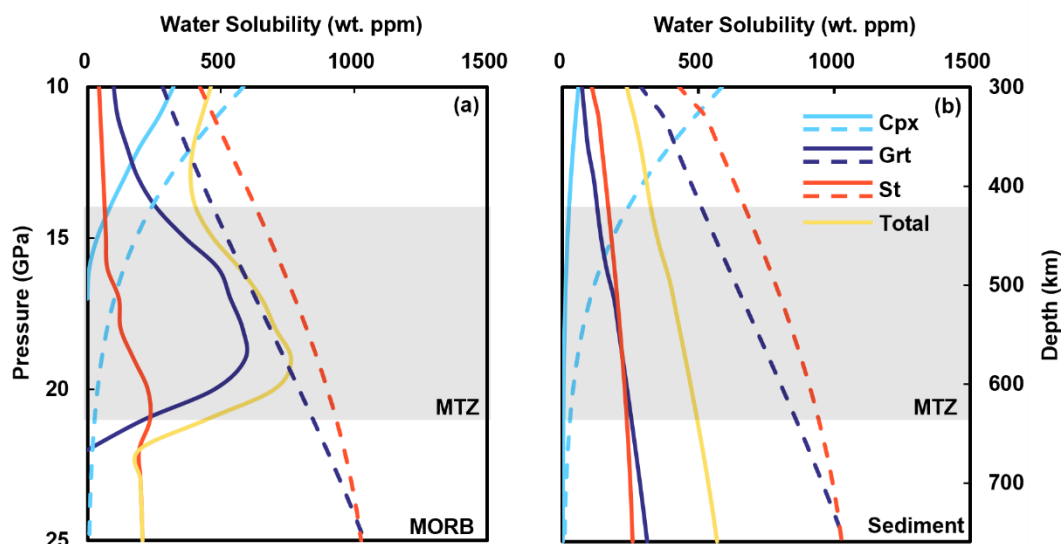 Water Solubility (wt. ppm)
0 500 1000 1500
10
15
20
25
Pressure (GPa)
(a)
MTZ
MORB
Water Solubility (wt. ppm)
0 500 1000 1500
(b)
Cpx
Grt
St
Total
MTZ
Sediment
300
400
500
600
700
Depth (km)